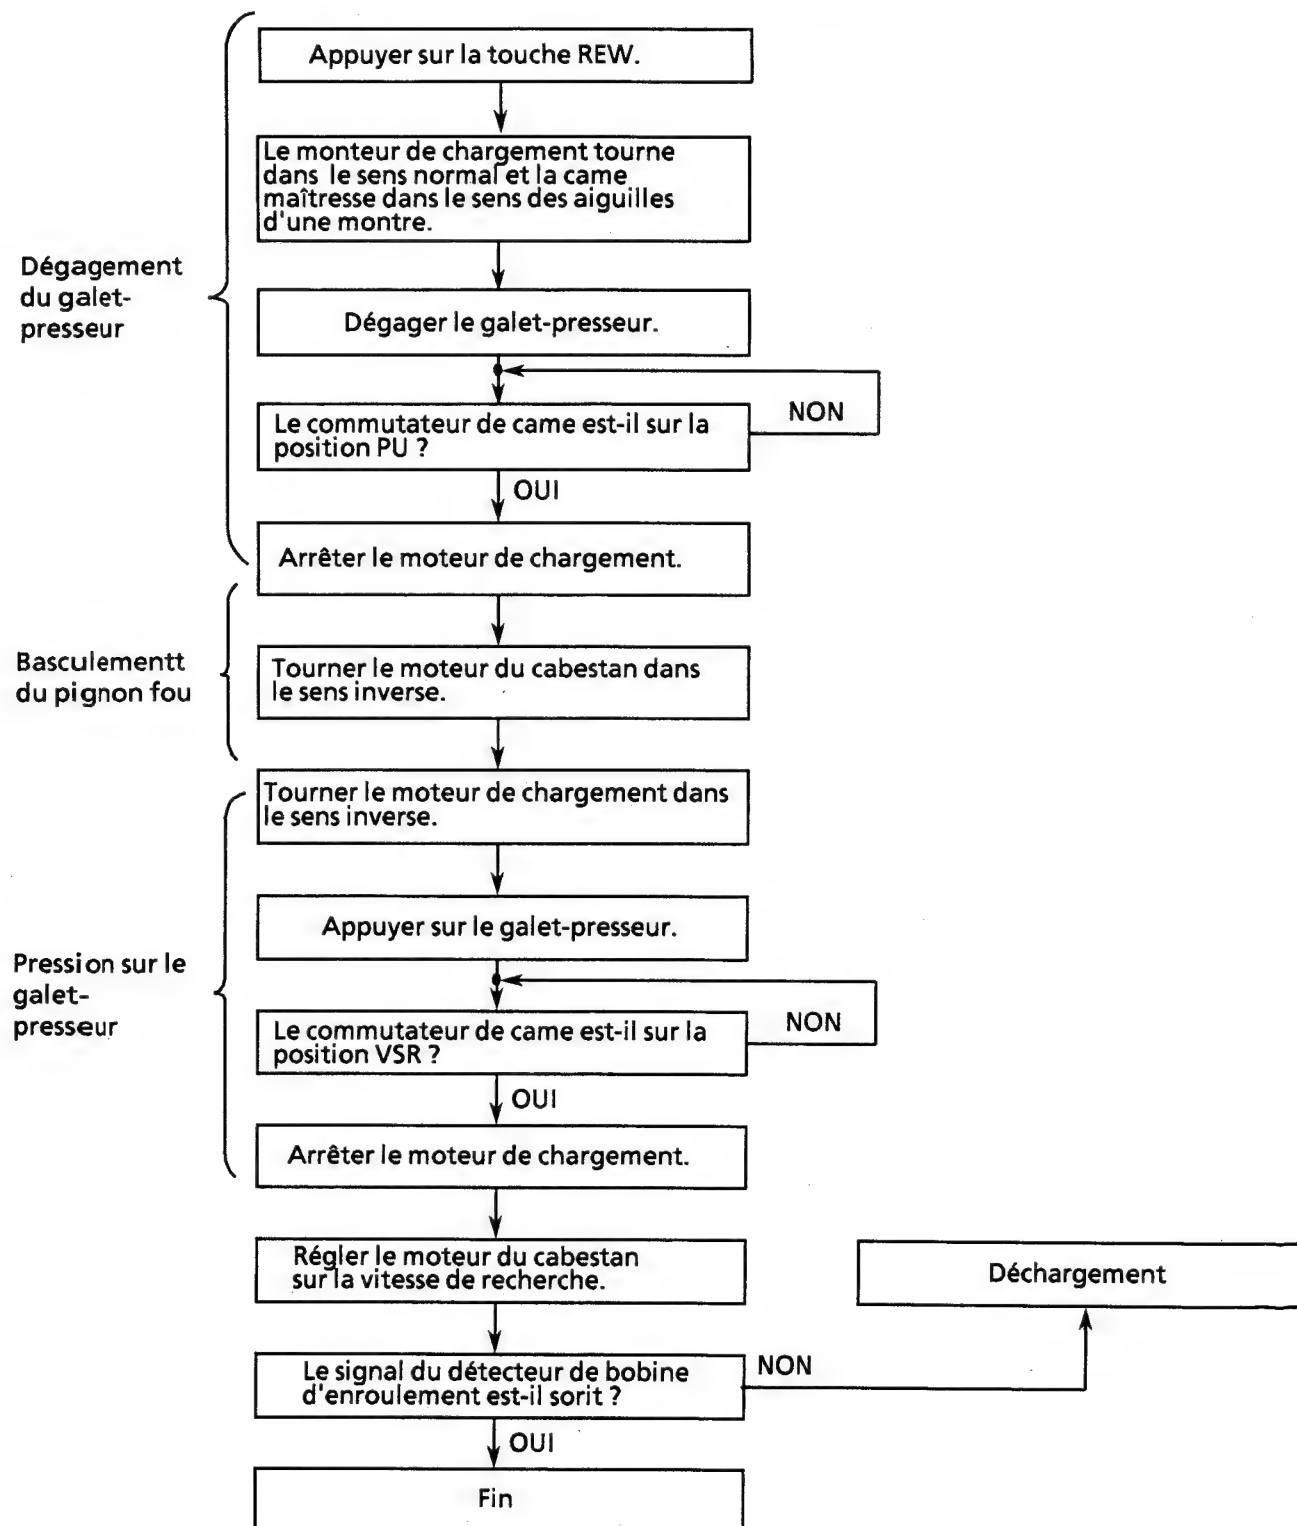 Appuyer sur la touche REW.
Le monteur de chargement tourne
dans le sens normal et la came
maîtresse dans le sens des aiguilles
d'une montre.
Dégagement
du galet-
presseur
Dégager le galet-presseur.
Le commutateur de came est-il sur la
position PU ?
NON
OUI
Arrêter le moteur de chargement.
Basculementt
du pignon fou
Tourner le moteur du cabestan dans
le sens inverse.
Tourner le moteur de chargement dans
le sens inverse.
Appuyer sur le galet-presseur.
Pression sur le
galet-
presseur
Le commutateur de came est-il sur la
position VSR ?
NON
OUI
Arrêter le moteur de chargement.
Régler le moteur du cabestan
sur la vitesse de recherche.
Déchargement
Le signal du détecteur de bobine
d'enroulement est-il sorit ?
NON
OUI
Fin